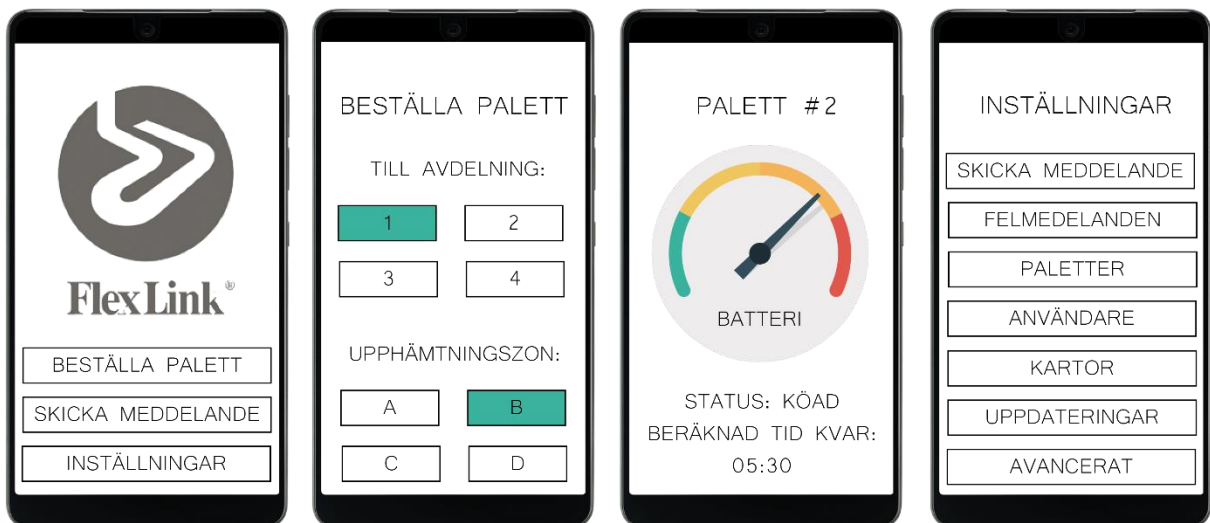 FlexLink®
BESTÄLLA PALETT
SKICKA MEDDELANDE
INSTÄLLNINGAR
BESTÄLLA PALETT
TILL AVDELNING:
1 2
3 4
UPPHÄMTNINGSZON:
A B
C D
PALETT #2
BATTERI
STATUS: KÖAD
BERÄKNAD TID KVAR:
05:30
INSTÄLLNINGAR
SKICKA MEDDELANDE
FELMEDELANDEN
PALETTER
ANVÄNDARE
KARTOR
UPPDATERINGAR
AVANCERAT